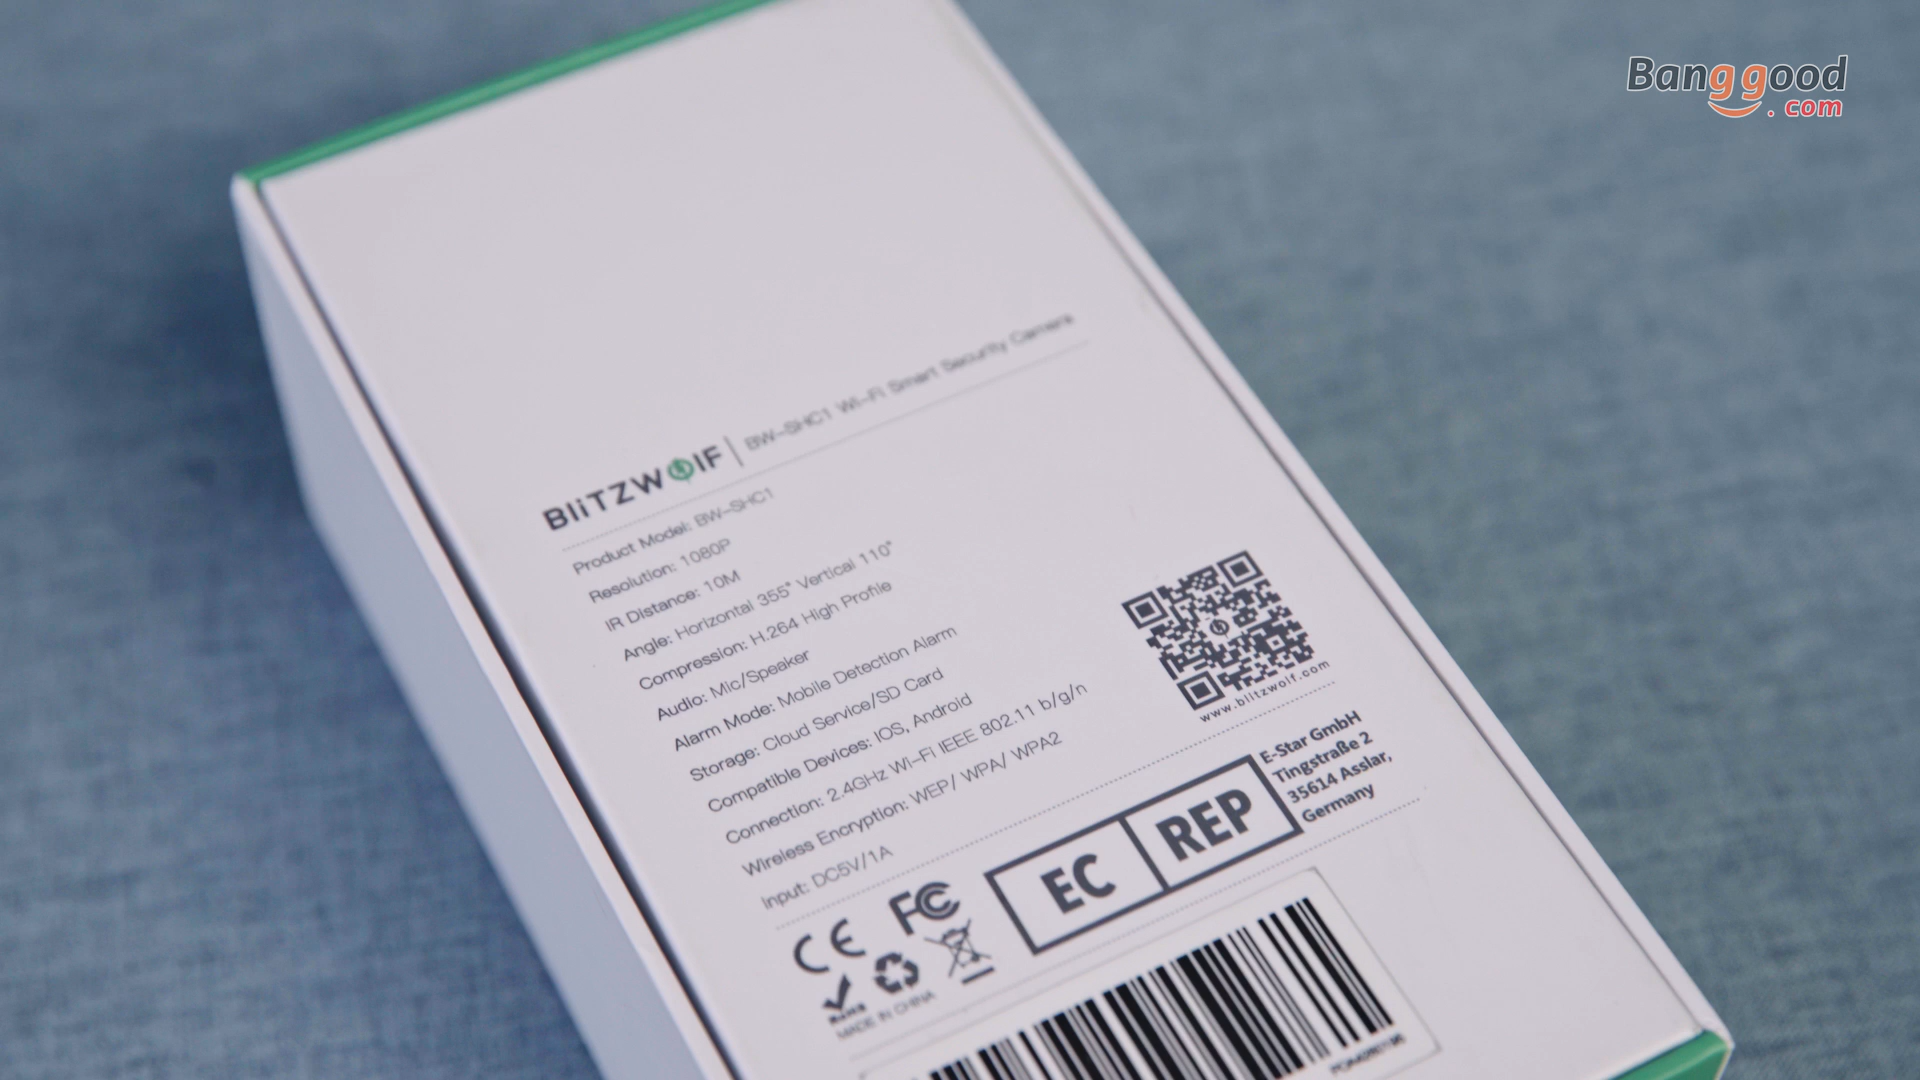 Banggood
.com
BlitzWolf | BW-SHC1 Wi-Fi Smart Security Camera
Product Model: BW-SHC1
Resolution: 1080P
IR Distance: 10M
Angle: Horizontal 355° Vertical 110°
Compression: H.264 High Profile
Audio: Mic/Speaker
Alarm Mode: Mobile Detection Alarm
Storage: Cloud Service/SD Card
Compatible Devices: IOS, Android
Connection: 2.4GHz Wi-Fi IEEE 802.11 b/g/n
Wireless Encryption: WEP/ WPA/ WPA2
Input: DC5V/1A
www.blitzwolf.com
EC REP
E-Star GmbH
Tingstraße 2
35614 Asslar,
Germany
CE FC
RoHS
MADE IN CHINA